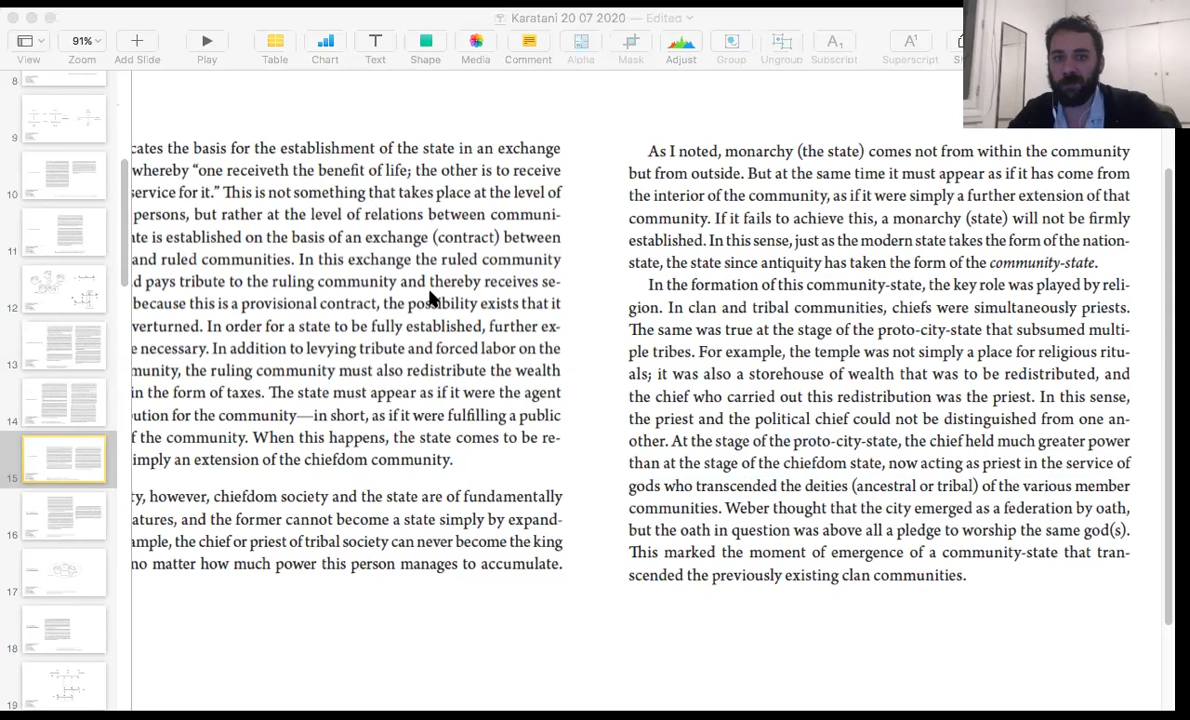 Karatani 20 07 2020 — Edited
91%
View
Zoom
Add Slide
Play
Table
Chart
Text
Shape
Media
Comment
Alpha
Mask
Adjust
Group
Ungroup
Subscript
Superscript
8
9
10
11
12
13
14
15
16
17
18
19
cates the basis for the establishment of the state in an exchange
whereby “one receiveth the benefit of life; the other is to receive
service for it.” This is not something that takes place at the level of
persons, but rather at the level of relations between communi-
ate is established on the basis of an exchange (contract) between
and ruled communities. In this exchange the ruled community
d pays tribute to the ruling community and thereby receives se-
because this is a provisional contract, the possibility exists that it
verturned. In order for a state to be fully established, further ex-
e necessary. In addition to levying tribute and forced labor on the
munity, the ruling community must also redistribute the wealth
in the form of taxes. The state must appear as if it were the agent
ution for the community—in short, as if it were fulfilling a public
f the community. When this happens, the state comes to be re-
imply an extension of the chiefdom community.
ty, however, chiefdom society and the state are of fundamentally
atures, and the former cannot become a state simply by expand-
ample, the chief or priest of tribal society can never become the king
no matter how much power this person manages to accumulate.
As I noted, monarchy (the state) comes not from within the community
but from outside. But at the same time it must appear as if it has come from
the interior of the community, as if it were simply a further extension of that
community. If it fails to achieve this, a monarchy (state) will not be firmly
established. In this sense, just as the modern state takes the form of the nation-
state, the state since antiquity has taken the form of the community-state.
In the formation of this community-state, the key role was played by reli-
gion. In clan and tribal communities, chiefs were simultaneously priests.
The same was true at the stage of the proto-city-state that subsumed multi-
ple tribes. For example, the temple was not simply a place for religious ritu-
als; it was also a storehouse of wealth that was to be redistributed, and
the chief who carried out this redistribution was the priest. In this sense,
the priest and the political chief could not be distinguished from one an-
other. At the stage of the proto-city-state, the chief held much greater power
than at the stage of the chiefdom state, now acting as priest in the service of
gods who transcended the deities (ancestral or tribal) of the various member
communities. Weber thought that the city emerged as a federation by oath,
but the oath in question was above all a pledge to worship the same god(s).
This marked the moment of emergence of a community-state that tran-
scended the previously existing clan communities.